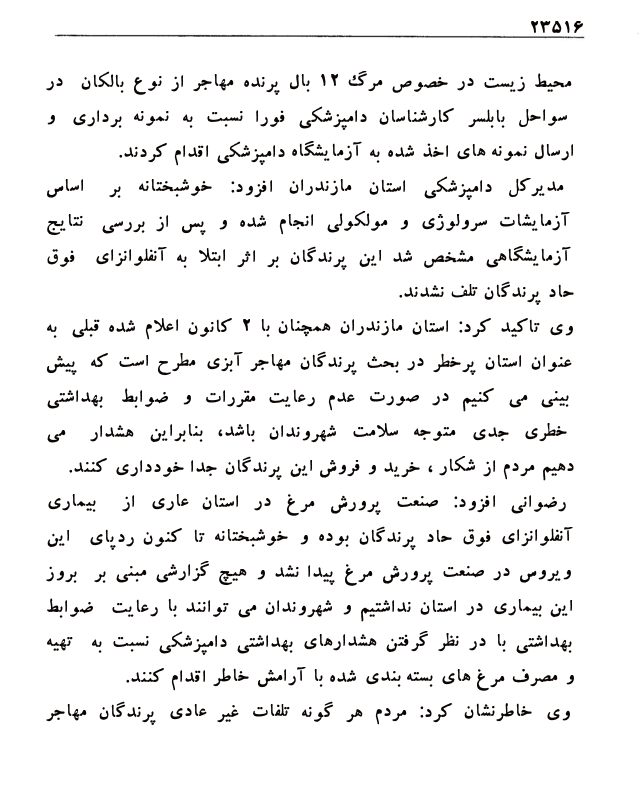 ۲۳۵۱۶
محیط زیست در خصوص مرگ ۱۲ بال پرنده مهاجر از نوع بالکان در
سواحل بابلسر کارشناسان دامپزشکی فورا نسبت به نمونه برداری و
ارسال نمونه های اخذ شده به آزمایشگاه دامپزشکی اقدام کردند.
مدیرکل دامپزشکی استان مازندران افزود: خوشبختانه بر اساس
آزمایشات سرولوژی و مولکولی انجام شده و پس از بررسی نتایج
آزمایشگاهی مشخص شد این پرندگان بر اثر ابتلا به آنفلوانزای فوق
حاد پرندگان تلف نشدند.
وی تاکید کرد: استان مازندران همچنان با ۲ کانون اعلام شده قبلی به
عنوان استان پرخطر در بحث پرندگان مهاجر آبزی مطرح است که پیش
بینی می کنیم در صورت عدم رعایت مقررات و ضوابط بهداشتی
خطری جدی متوجه سلامت شهروندان باشد، بنابراین هشدار می
دهیم مردم از شکار ، خرید و فروش این پرندگان جدا خودداری کنند.
رضوانی افزود: صنعت پرورش مرغ در استان عاری از بیماری
آنفلوانزای فوق حاد پرندگان بوده و خوشبختانه تا کنون ردپای این
ویروس در صنعت پرورش مرغ پیدا نشد و هیچ گزارشی مبنی بر بروز
این بیماری در استان نداشتیم و شهروندان می توانند با رعایت ضوابط
بهداشتی با در نظر گرفتن هشدارهای بهداشتی دامپزشکی نسبت به تهیه
و مصرف مرغ های بسته بندی شده با آرامش خاطر اقدام کنند.
وی خاطرنشان کرد: مردم هر گونه تلفات غیر عادی پرندگان مهاجر